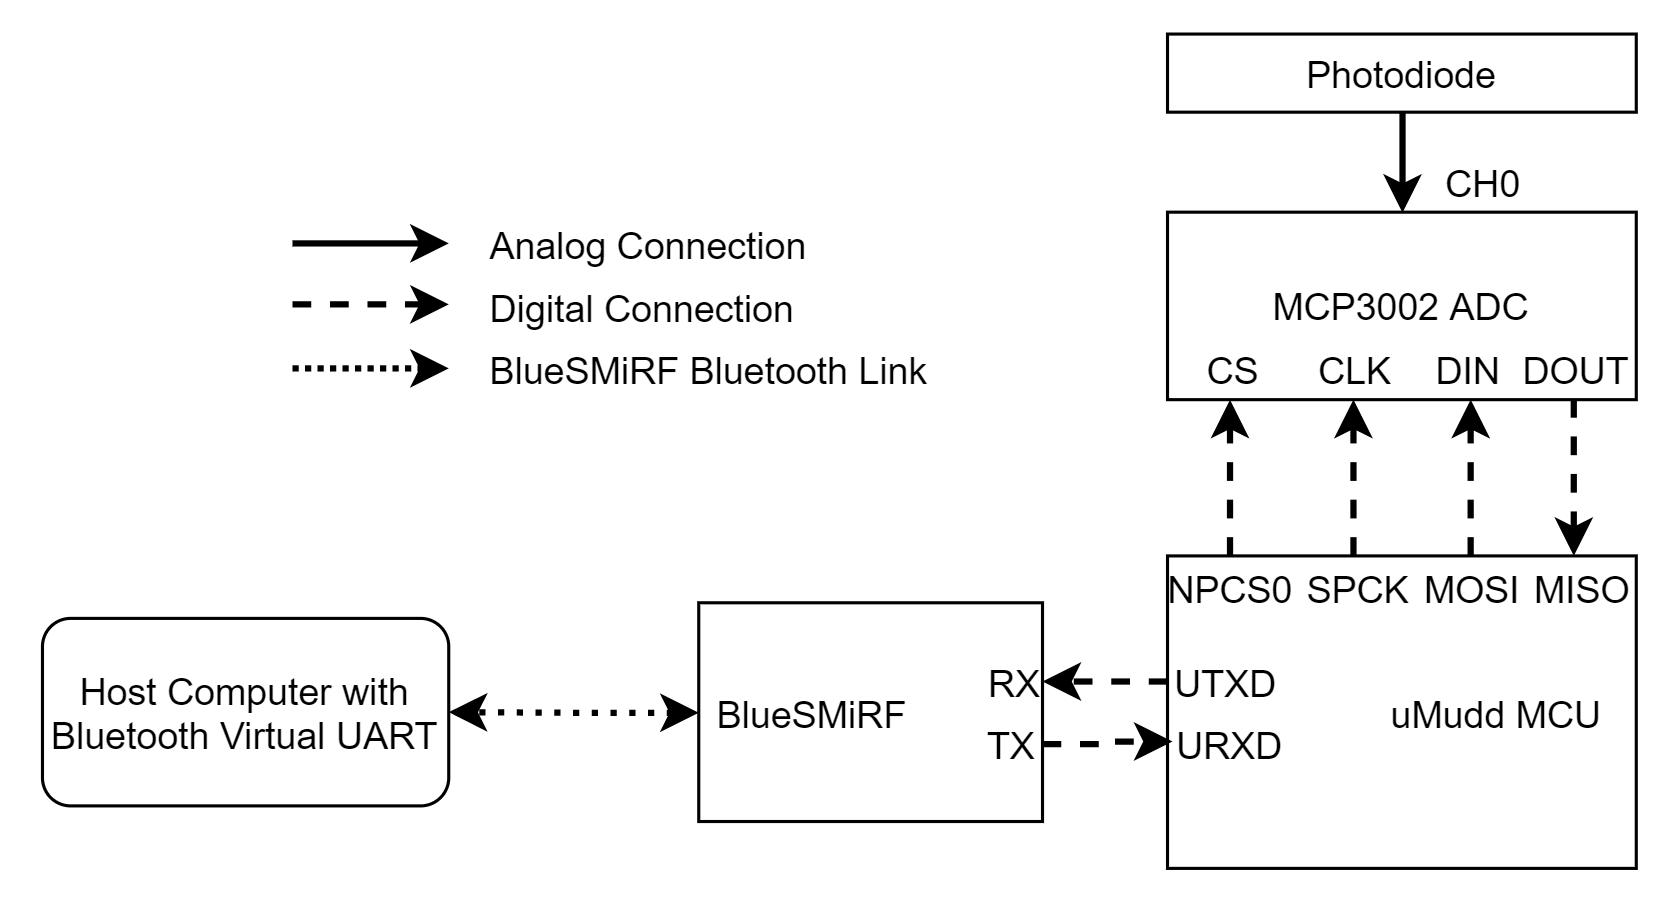 Photodiode
CH0
Analog Connection
Digital Connection
BlueSMiRF Bluetooth Link
MCP3002 ADC
CS CLK DIN DOUT
NPCS0 SPCK MOSI MISO
Host Computer with
Bluetooth Virtual UART
BlueSMiRF
RX
TX
UTXD
URXD
uMudd MCU